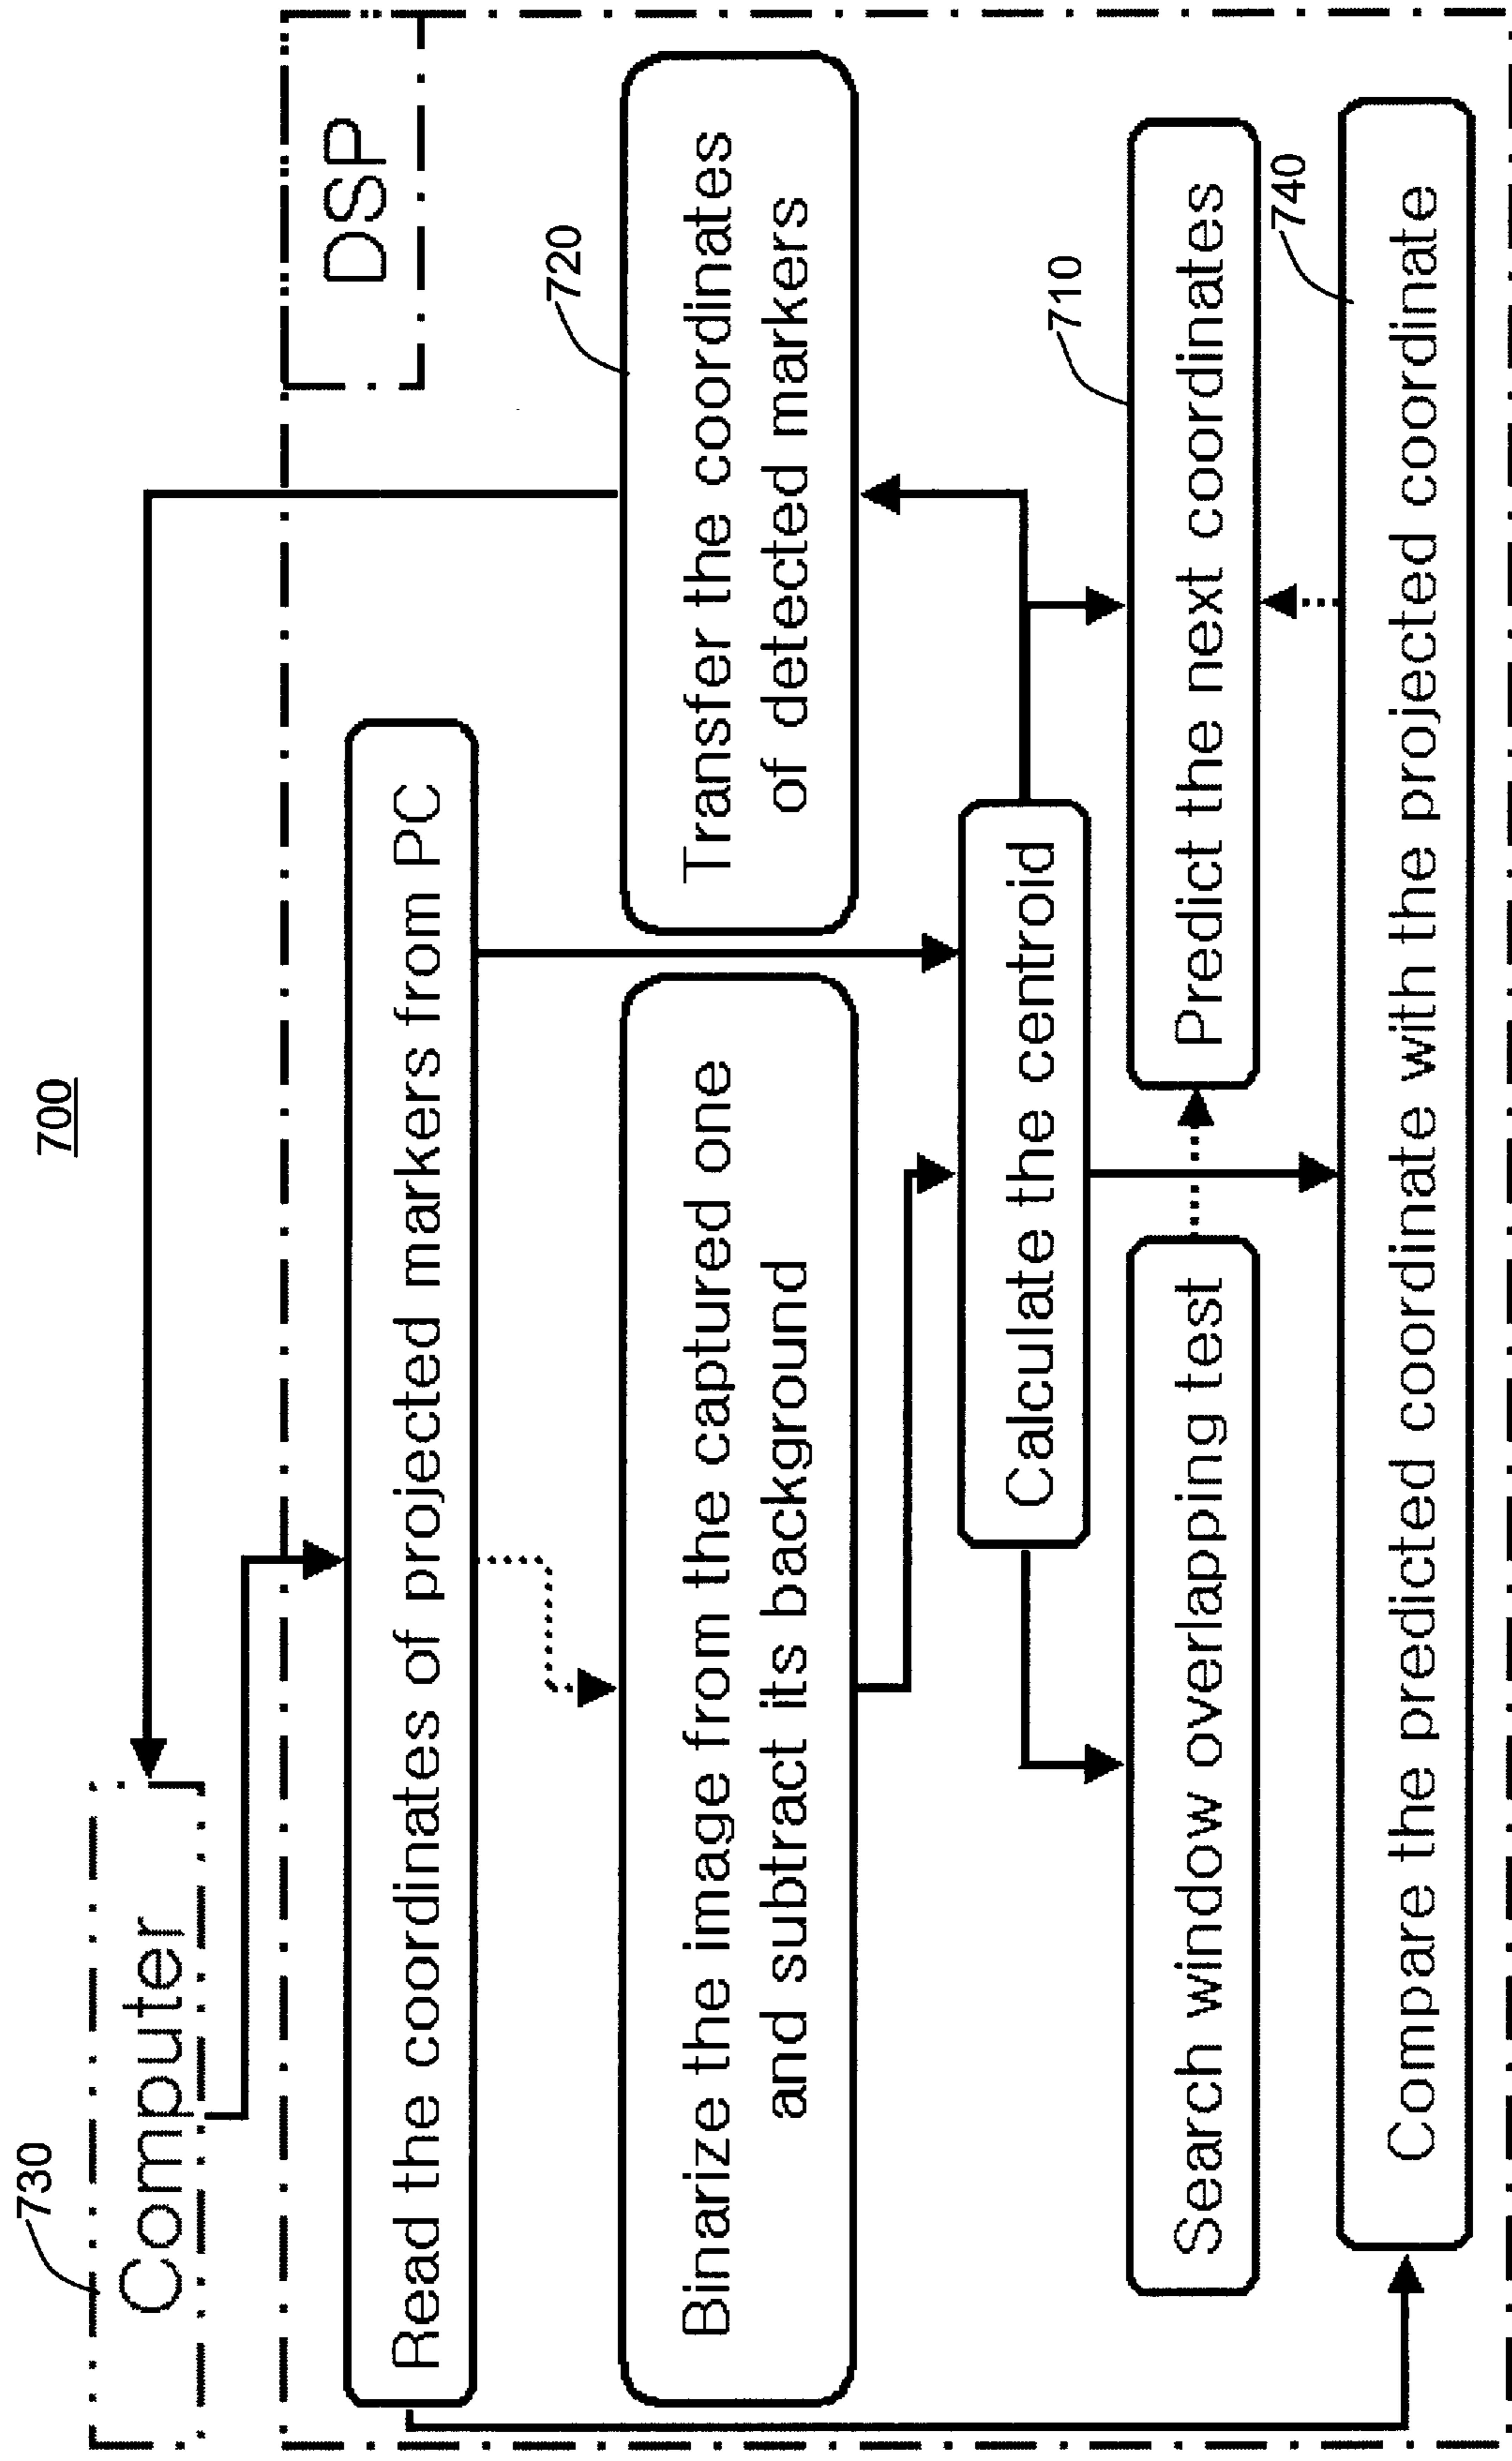 700
730
Computer
DSP
Read the coordinates of projected markers from PC
720
Binarize the image from the captured one
and subtract its background
Transfer the coordinates
of detected markers
Calculate the centroid
710
Search window overlapping test
Predict the next coordinates
740
Compare the predicted coordinate with the projected coordinate